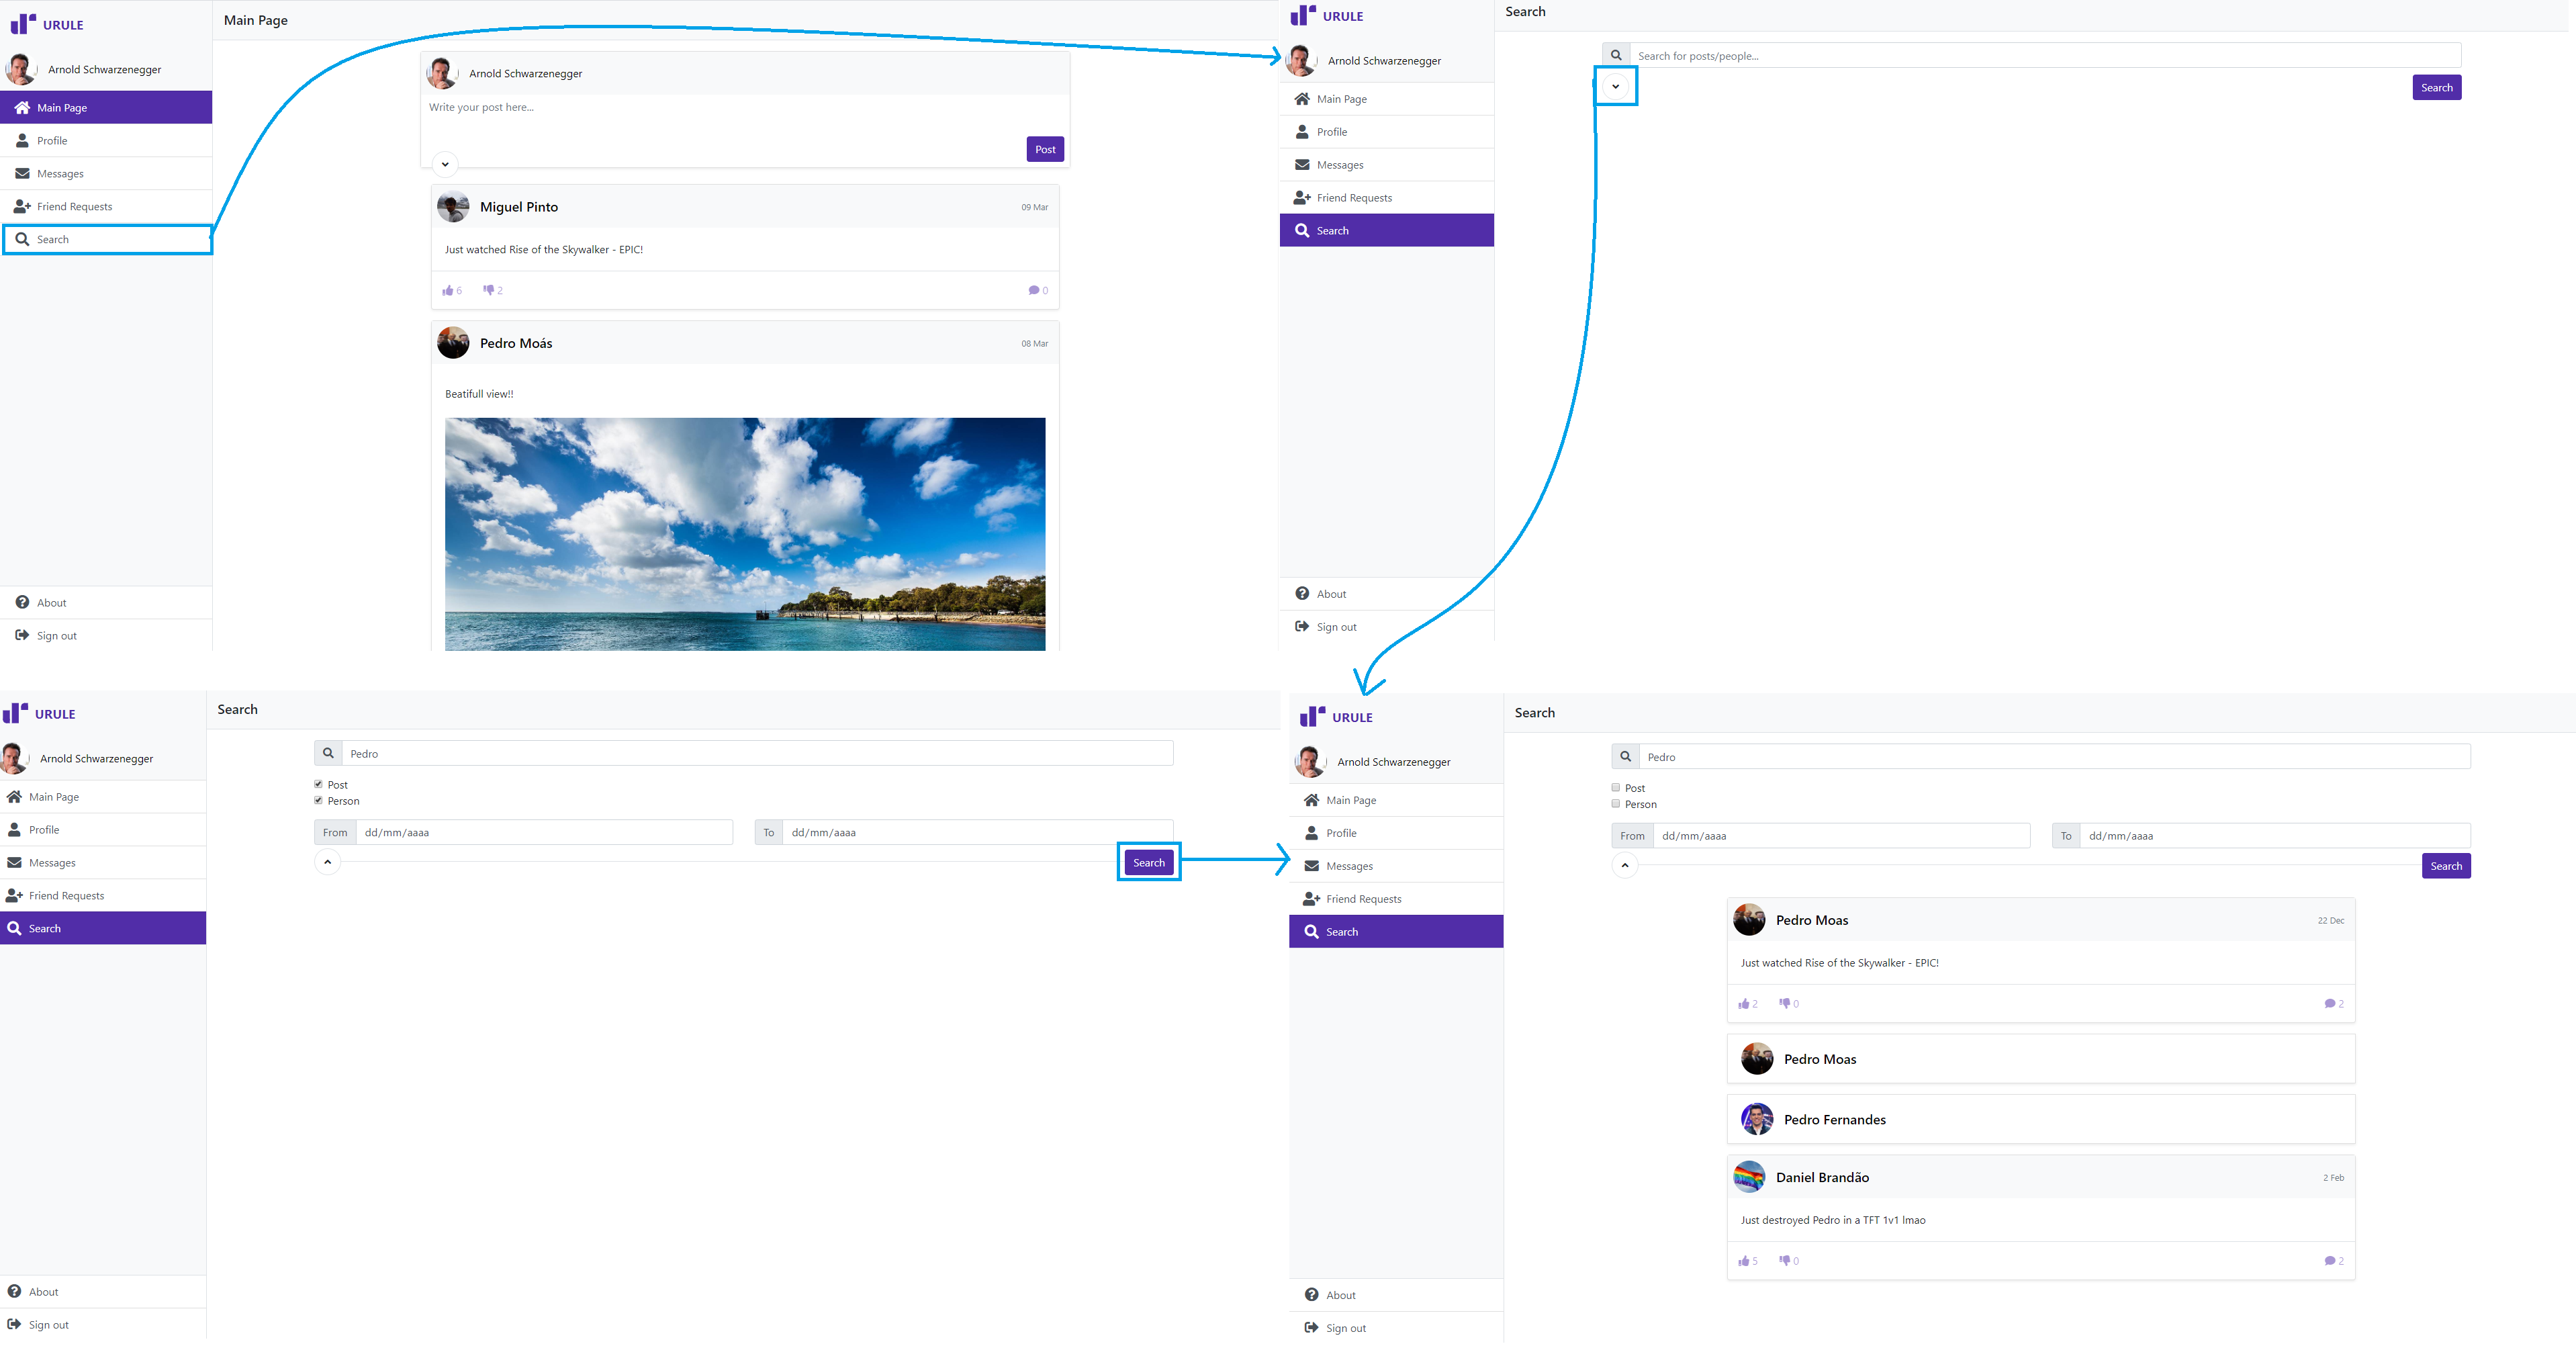 URULE
Main Page
Arnold Schwarzenegger
Main Page
Profile
Messages
Friend Requests
Search
About
Sign out
Arnold Schwarzenegger
Write your post here...
Post
Miguel Pinto
09 Mar
Just watched Rise of the Skywalker - EPIC!
6
2
0
Pedro Moás
08 Mar
Beatifull view!!
URULE
Search
Arnold Schwarzenegger
Main Page
Profile
Messages
Friend Requests
Search
About
Sign out
Search for posts/people...
Search
URULE
Search
Arnold Schwarzenegger
Main Page
Profile
Messages
Friend Requests
Search
About
Sign out
Pedro
Post
Person
From dd/mm/aaaa
To dd/mm/aaaa
Search
URULE
Search
Arnold Schwarzenegger
Main Page
Profile
Messages
Friend Requests
Search
About
Sign out
Pedro
Post
Person
From dd/mm/aaaa
To dd/mm/aaaa
Search
Pedro Moas
22 Dec
Just watched Rise of the Skywalker - EPIC!
2
0
2
Pedro Moas
Pedro Fernandes
Daniel Brandão
2 Feb
Just destroyed Pedro in a TFT 1v1 lmao
5
0
2